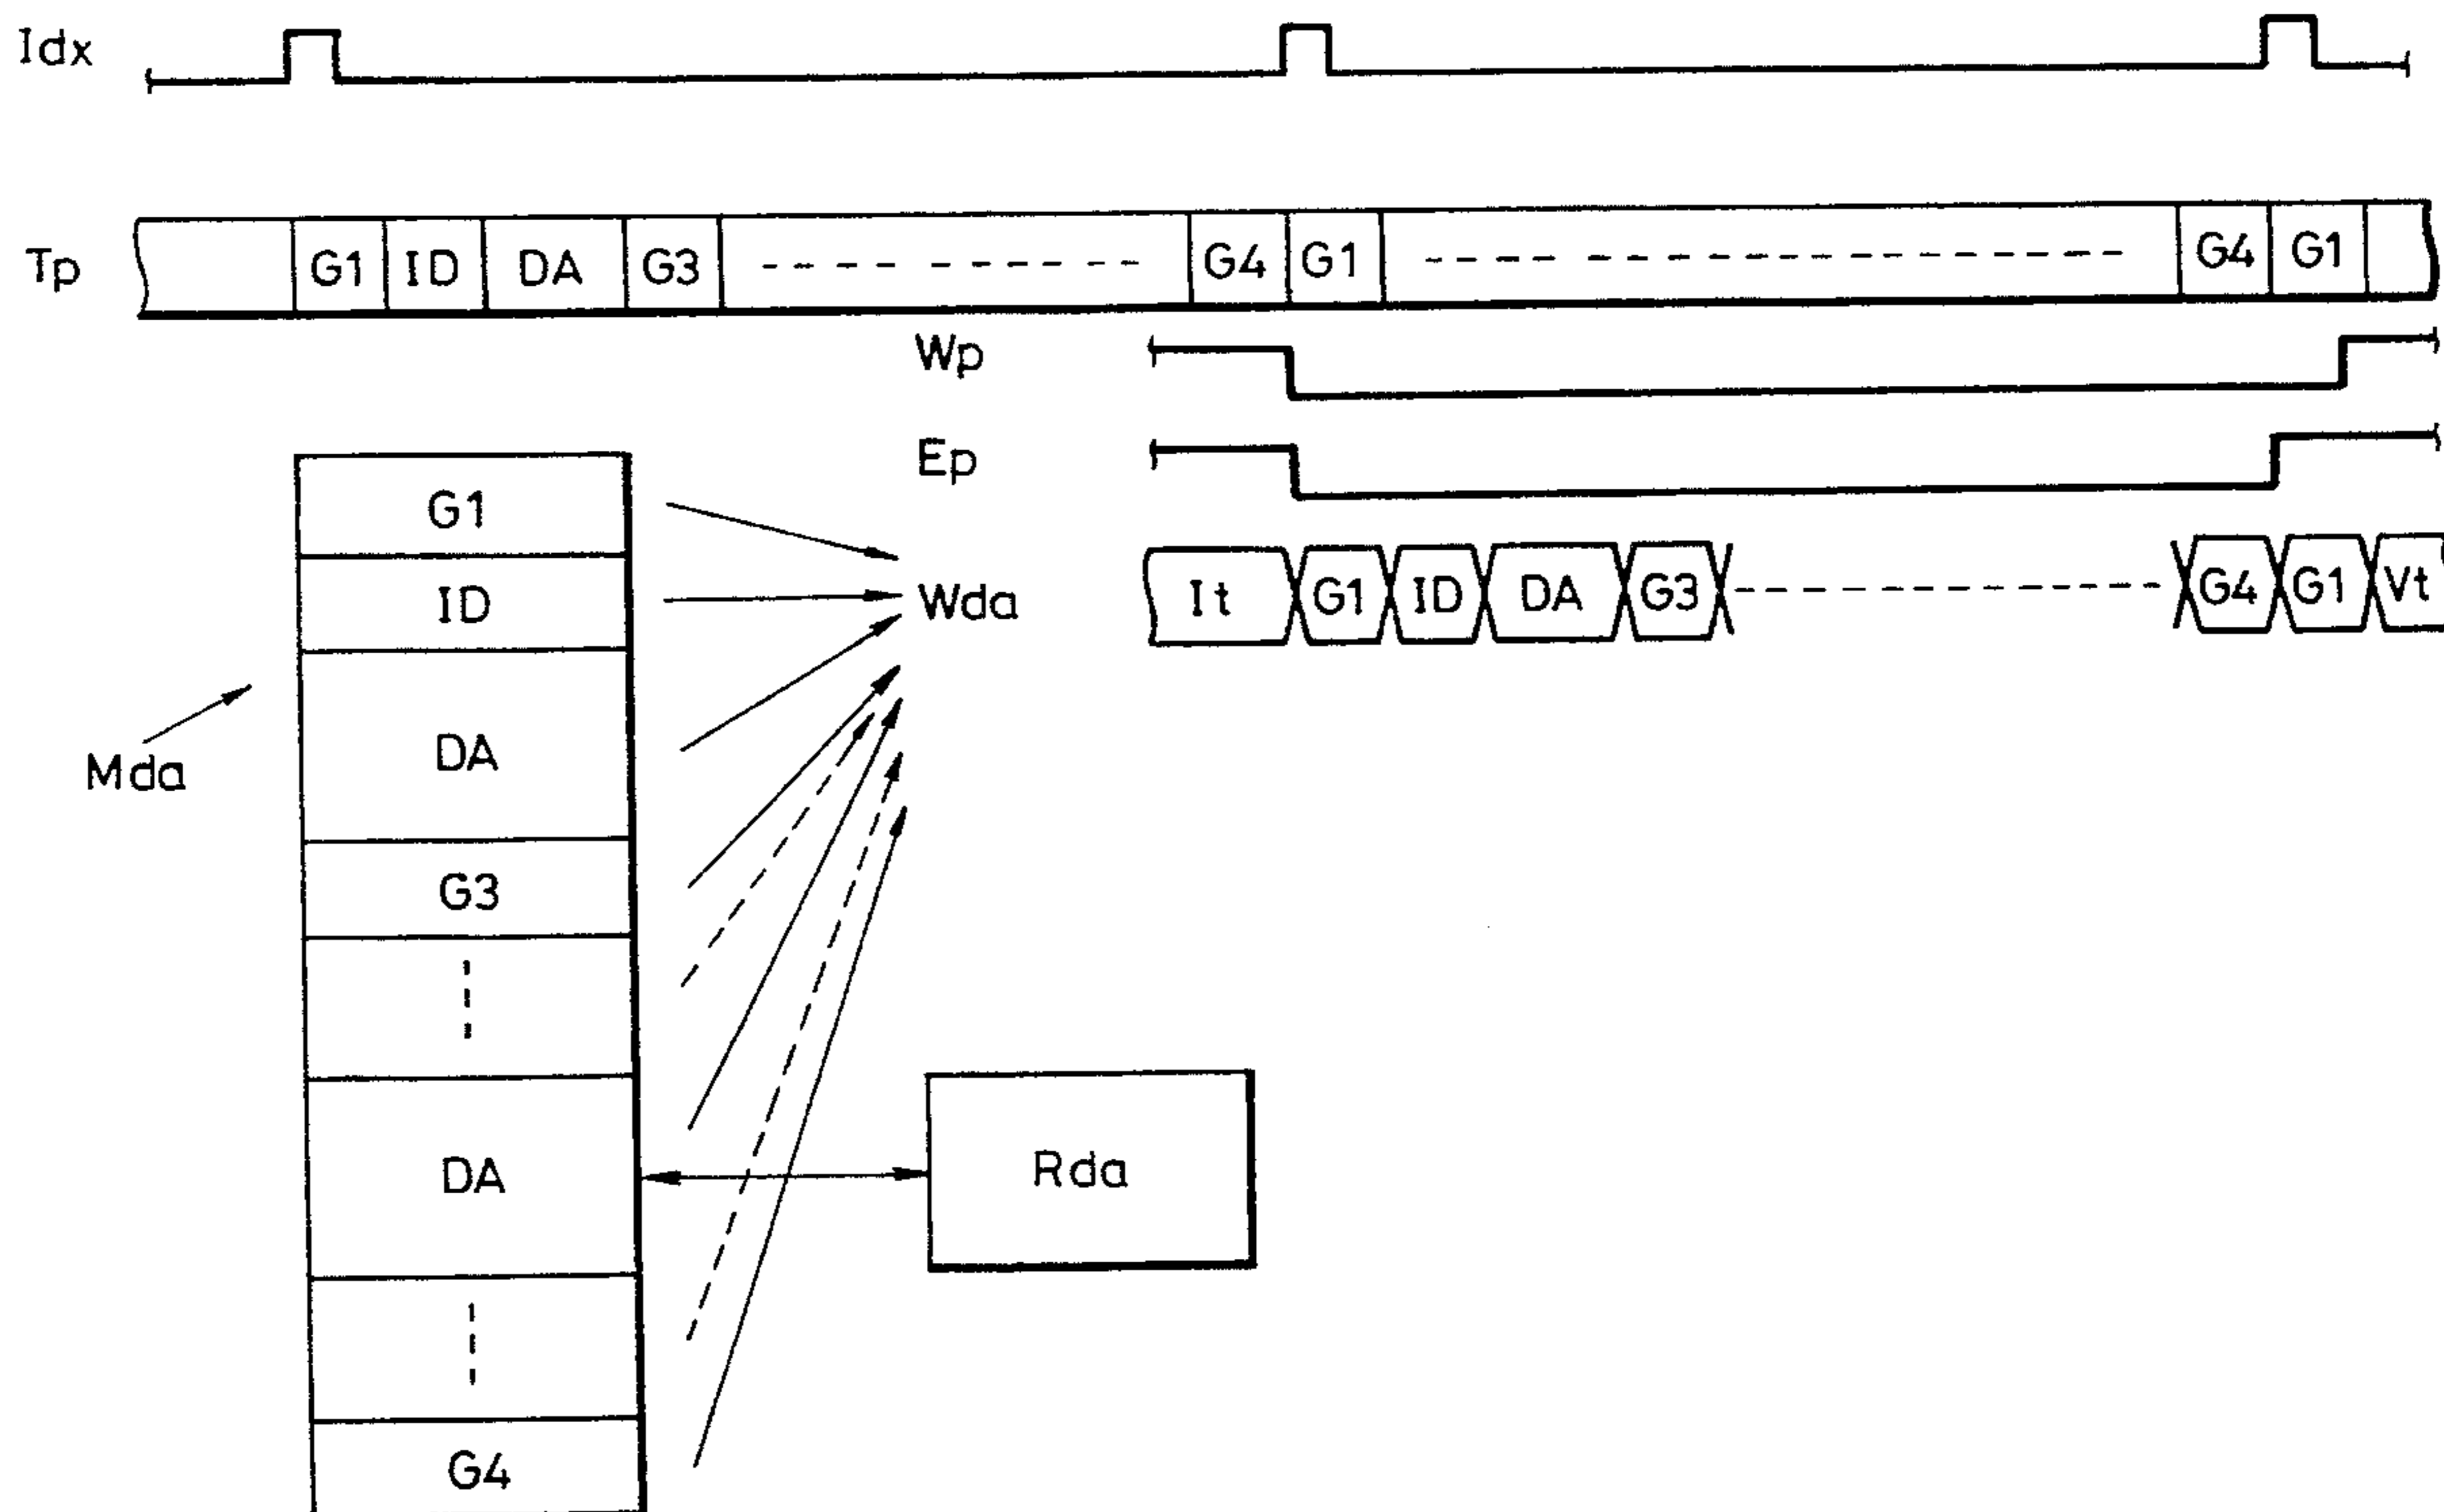 Idx
Tp G1 ID DA G3 G4 G1 G4 G1
Wp
Ep
G1
ID
Wda It G1 ID DA G3 G4 G1 Vt
DA
Mda
G3
DA
Rda
G4